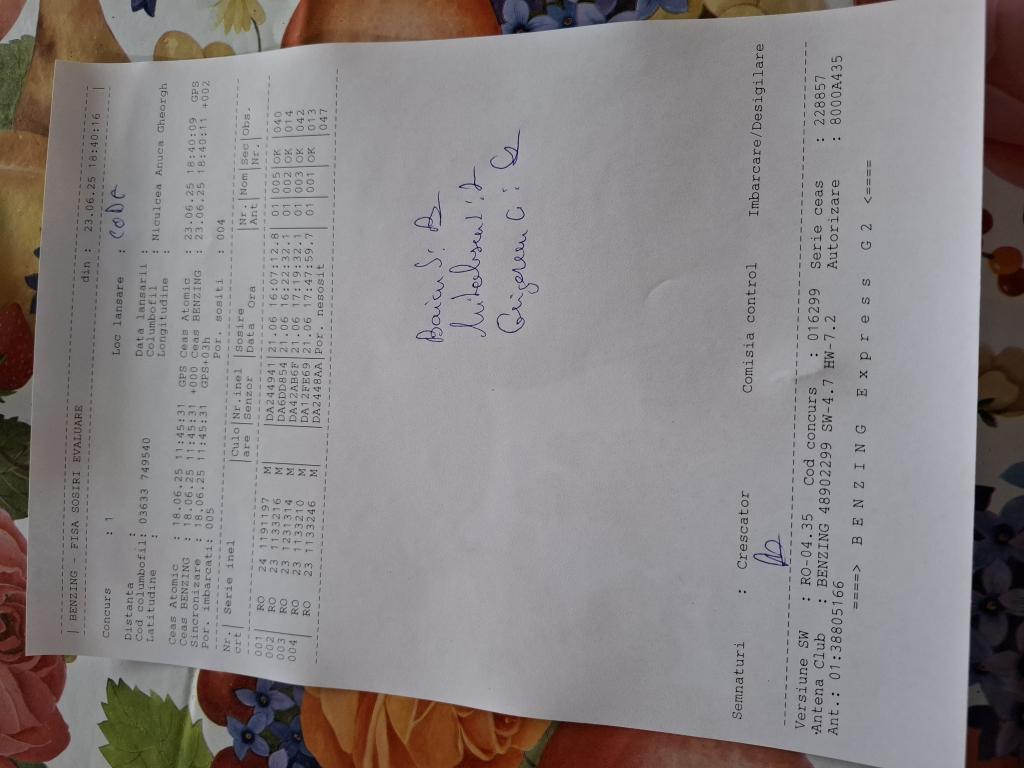 | BENZING - FISA SOSIRI EVALUARE din : 23.06.25 18:40:16 |
Concurs : 1 Loc lansare : CODA
Distanta : Data lansarii :
Cod columbofil: 03633 749540 Columbofil : Niculcea Anuca Gheorgh
Latitudine : Longitudine :
Ceas Atomic : 18.06.25 11:45:31 GPS Ceas Atomic : 23.06.25 18:40:09 GPS
Ceas BENZING : 18.06.25 11:45:31 +000 Ceas BENZING : 23.06.25 18:40:11 +002
Sincronizare : 18.06.25 11:45:31 GPS+03h
Por. imbarcati: 005 Por. sositi : 004
Nr.| Serie inel |Culo|Nr.inel |Sosire |Nr.|Nom|Sec|Obs.
crt| |are |Senzor |Data Ora |Ant| |Nr.|
001| RO 24 1191197 M |DA244941|21.06 16:07:12.8| 01|005|OK |040
002| RO 23 1133216 M |DA6DD854|21.06 16:22:32.1| 01|002|OK |014
003| RO 23 1231314 M |DA42ABEF|21.06 17:19:32.1| 01|003|OK |042
004| RO 23 1133210 M |DA12FE69|21.06 17:47:59.7| 01|001|OK |013
RO 23 1133246 M |DA2448AA|Por. nesosit |047
Baicu S:
Grigorescu C:
Semnaturi : Crescator Comisia control Imbarcare/Desigilare
Versiune SW : RO-04.35 Cod concurs : 016299 Serie ceas : 228857
Antena Club : BENZING 48902299 SW-4.7 HW-7.2 Autorizare : 8000A435
Ant.: 01:38805166
====> B E N Z I N G E x p r e s s G 2 <====